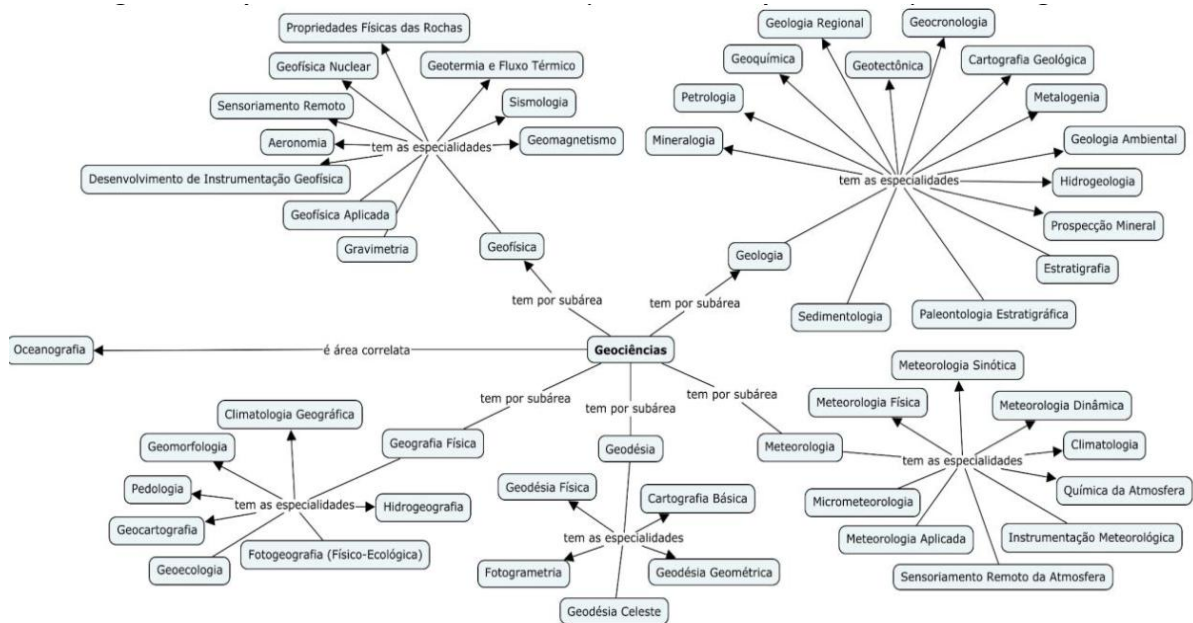 Propriedades Físicas das Rochas
Geofísica Nuclear
Geotermia e Fluxo Térmico
Sensoriamento Remoto
Sismologia
Aeronomia
tem as especialidades
Geomagnetismo
Desenvolvimento de Instrumentação Geofísica
Geofísica Aplicada
Gravimetria
Geofísica
tem por subárea
Geologia Regional
Geocronologia
Geoquímica
Geotectônica
Cartografia Geológica
Petrologia
Metalogenia
Mineralogia
Geologia Ambiental
tem as especialidades
Hidrogeologia
Prospecção Mineral
Geologia
Estratigrafia
tem por subárea
Sedimentologia
Paleontologia Estratigráfica
Oceanografia
é área correlata
Geociências
tem por subárea
tem por subárea
tem por subárea
Climatologia Geográfica
Geomorfologia
Geografia Física
Pedologia
tem as especialidades
Hidrogeografia
Geocartografia
Geoecologia
Fotogeografia (Físico-Ecológica)
Geodésia
Geodésia Física
Cartografia Básica
tem as especialidades
Fotogrametria
Geodésia Geométrica
Geodésia Celeste
Meteorologia Sinótica
Meteorologia Física
Meteorologia Dinâmica
Meteorologia
Climatologia
tem as especialidades
Micrometeorologia
Química da Atmosfera
Meteorologia Aplicada
Instrumentação Meteorológica
Sensoriamento Remoto da Atmosfera